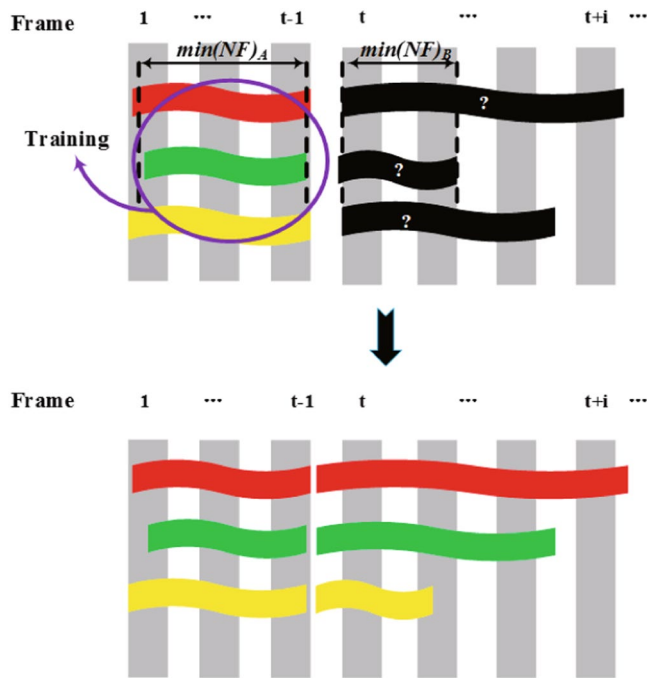 Frame 1 ... t-1 t ... t+i ...
min(NF)A min(NF)B
?
Training
?
?
Frame 1 ... t-1 t ... t+i ...